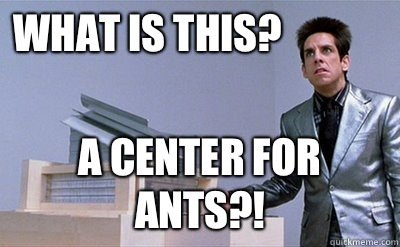 WHAT IS THIS?
A CENTER FOR
ANTS?!
quickmeme.com